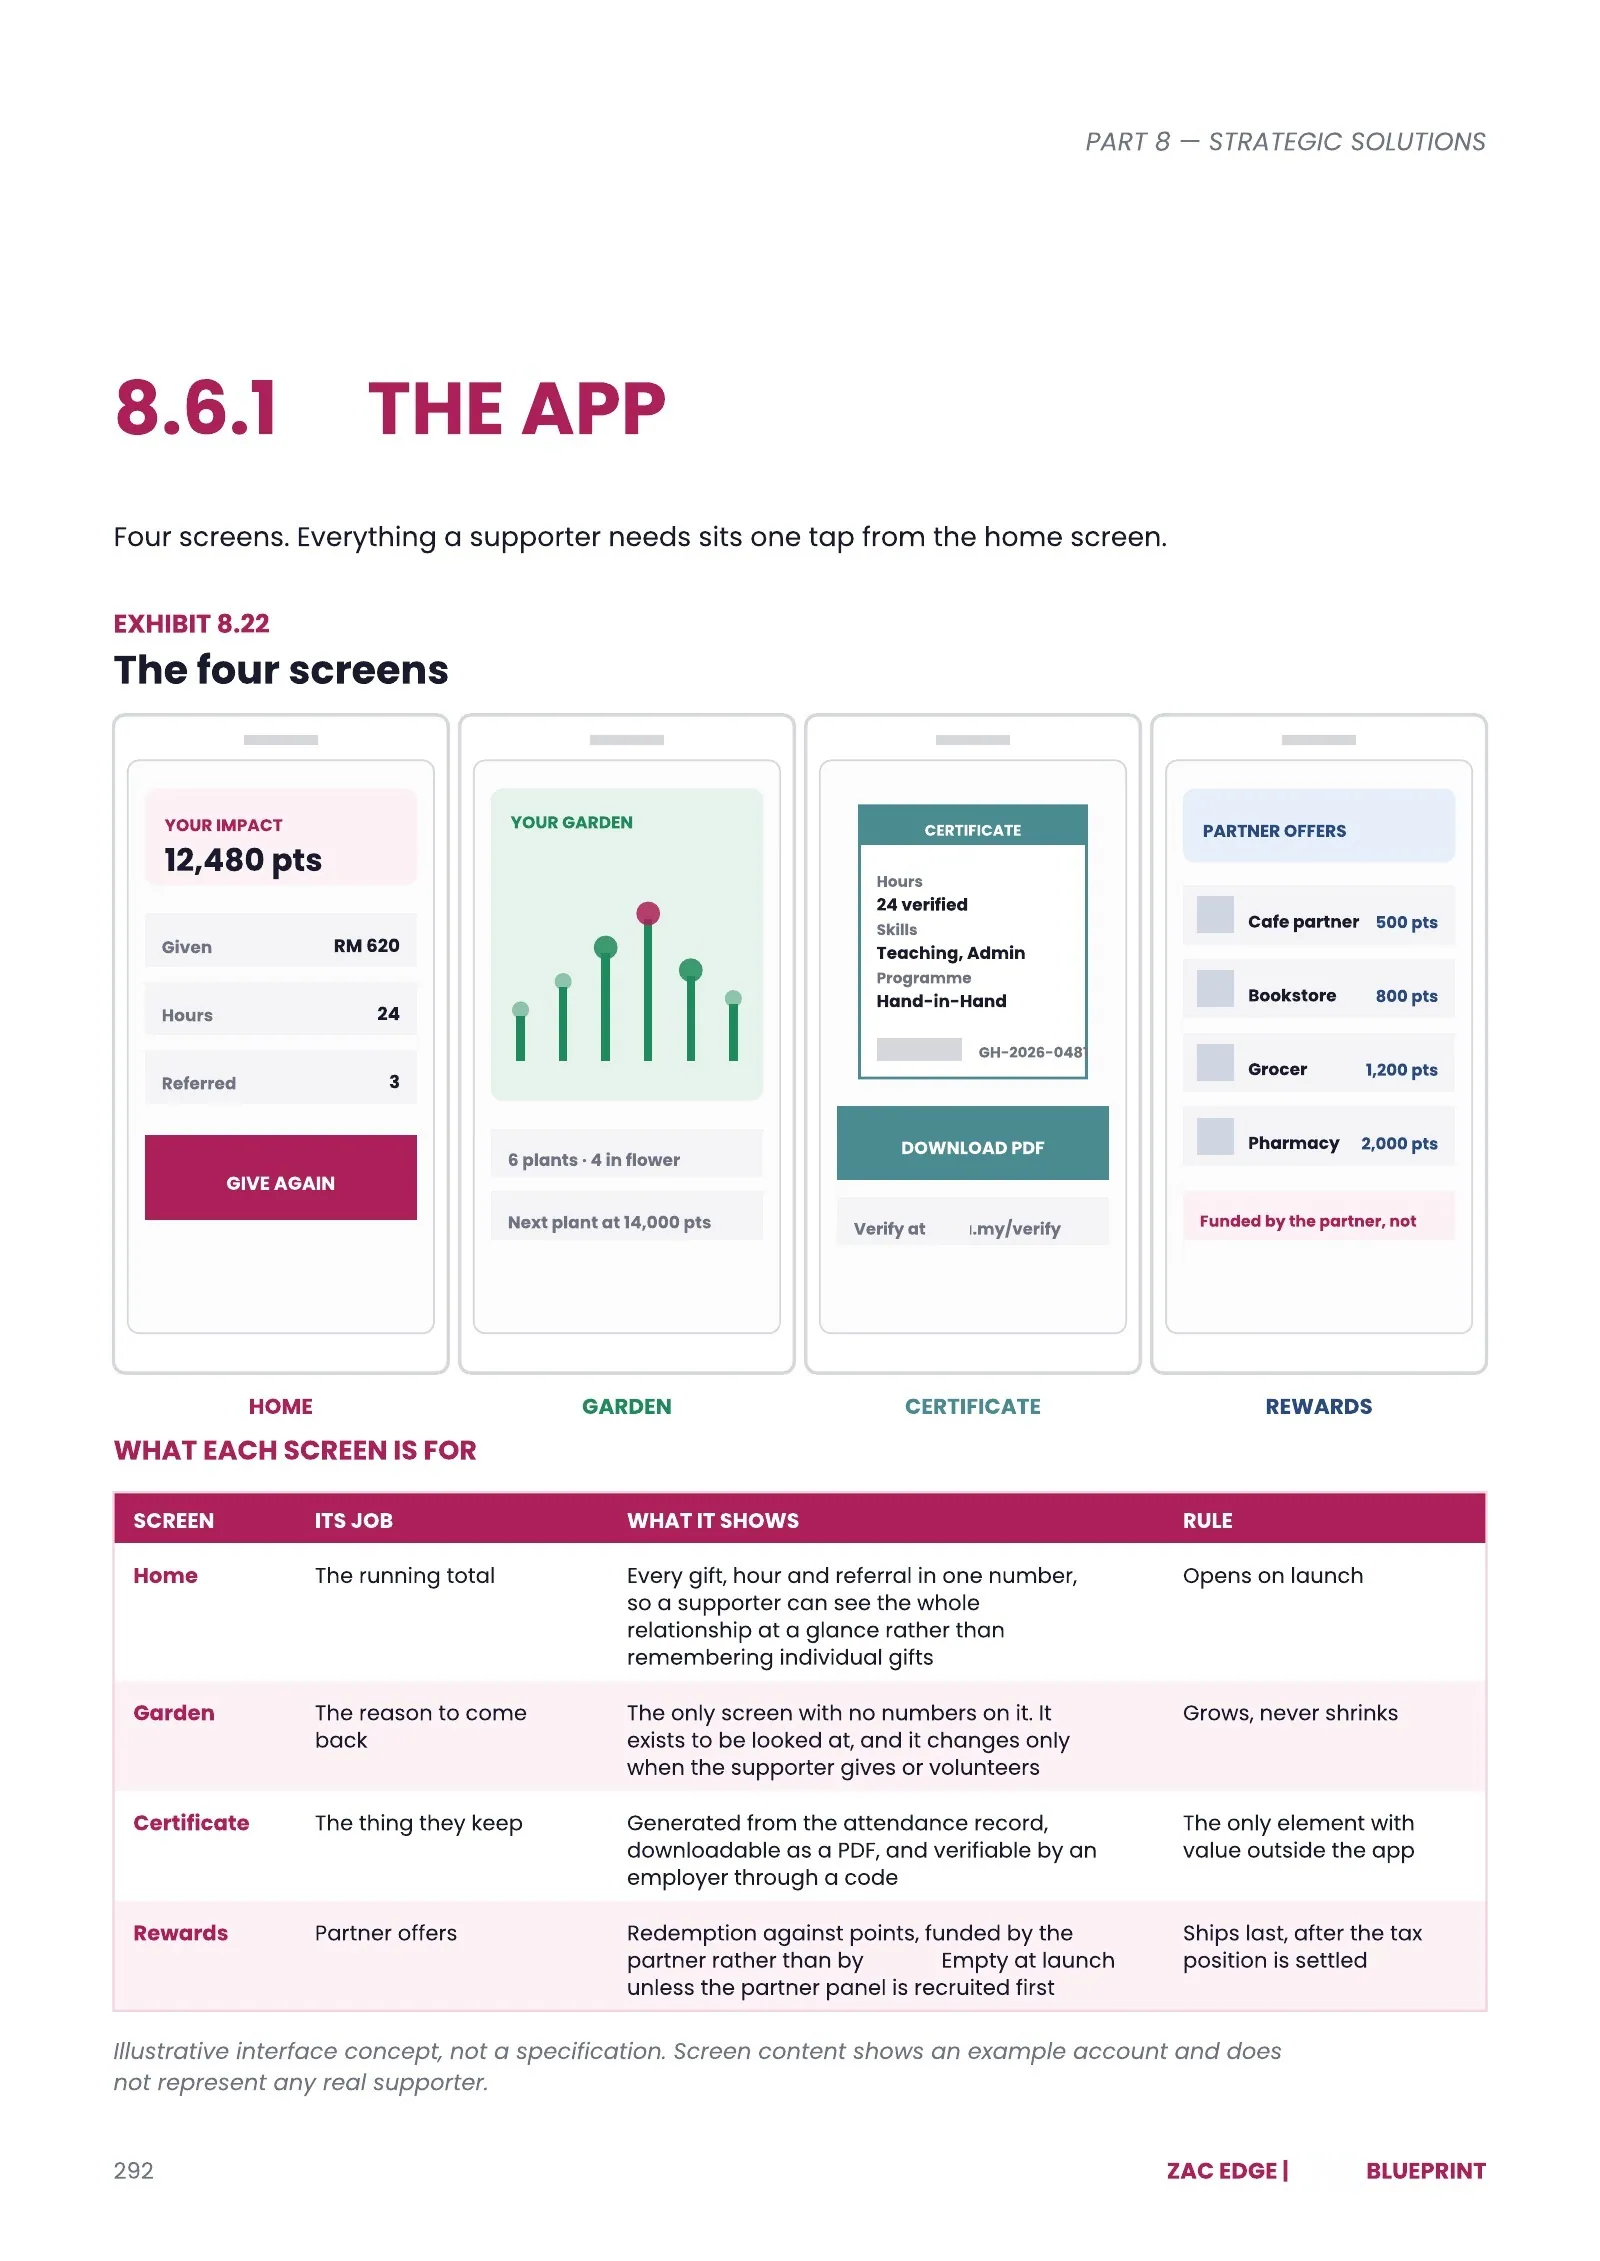 PART 8 — STRATEGIC SOLUTIONS
8.6.1 THE APP
Four screens. Everything a supporter needs sits one tap from the home screen.
EXHIBIT 8.22
The four screens
YOUR IMPACT
12,480 pts
Given RM 620
Hours 24
Referred 3
GIVE AGAIN
HOME
YOUR GARDEN
6 plants · 4 in flower
Next plant at 14,000 pts
GARDEN
CERTIFICATE
Hours
24 verified
Skills
Teaching, Admin
Programme
Hand-in-Hand
GH-2026-048
DOWNLOAD PDF
Verify at .my/verify
CERTIFICATE
PARTNER OFFERS
Cafe partner 500 pts
Bookstore 800 pts
Grocer 1,200 pts
Pharmacy 2,000 pts
Funded by the partner, not
REWARDS
WHAT EACH SCREEN IS FOR
SCREEN ITS JOB WHAT IT SHOWS RULE
Home The running total Every gift, hour and referral in one number, Opens on launch
so a supporter can see the whole
relationship at a glance rather than
remembering individual gifts
Garden The reason to come The only screen with no numbers on it. It Grows, never shrinks
back exists to be looked at, and it changes only
when the supporter gives or volunteers
Certificate The thing they keep Generated from the attendance record, The only element with
downloadable as a PDF, and verifiable by an value outside the app
employer through a code
Rewards Partner offers Redemption against points, funded by the Ships last, after the tax
partner rather than by Empty at launch position is settled
unless the partner panel is recruited first
Illustrative interface concept, not a specification. Screen content shows an example account and does
not represent any real supporter.
292
ZAC EDGE | BLUEPRINT